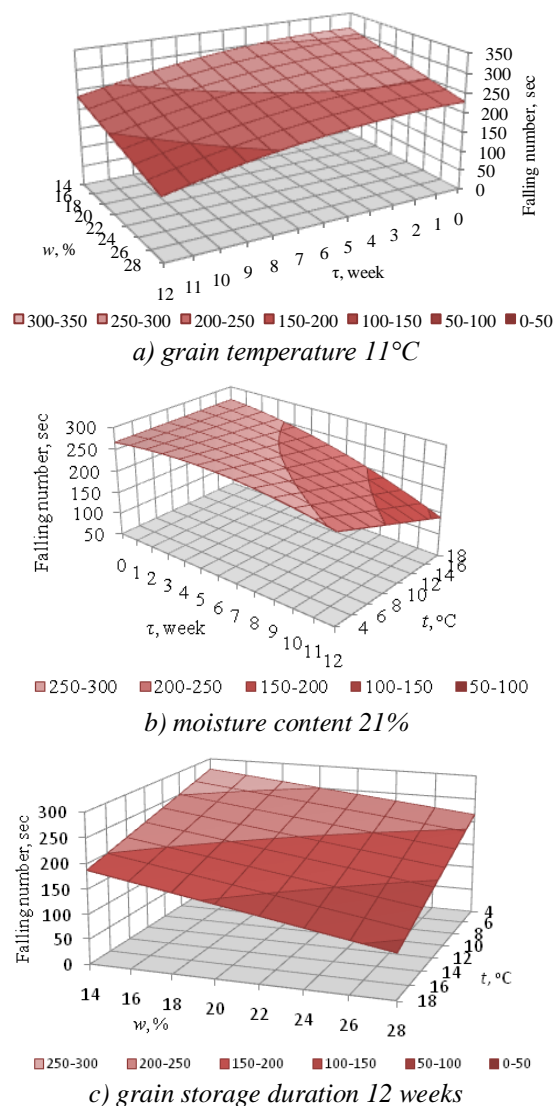 350
300
250
200
150
100
50
0
Falling number, sec
14
16
18
20
22
24
26
28
w, %
12 11 10 9 8 7 6 5 4 3 2 1 0
τ, week
300-350 250-300 200-250 150-200 100-150 50-100 0-50
a) grain temperature 11°C
300
250
200
150
100
50
Falling number, sec
0 1 2 3 4 5 6 7 8 9 10 11 12
τ, week
18
16
14
12
10
8
6
4
t, °C
250-300 200-250 150-200 100-150 50-100
b) moisture content 21%
300
250
200
150
100
50
0
Falling number, sec
14 16 18 20 22 24 26 28
w, %
4
6
8
10
12
14
16
18
t, °C
250-300 200-250 150-200 100-150 50-100 0-50
c) grain storage duration 12 weeks